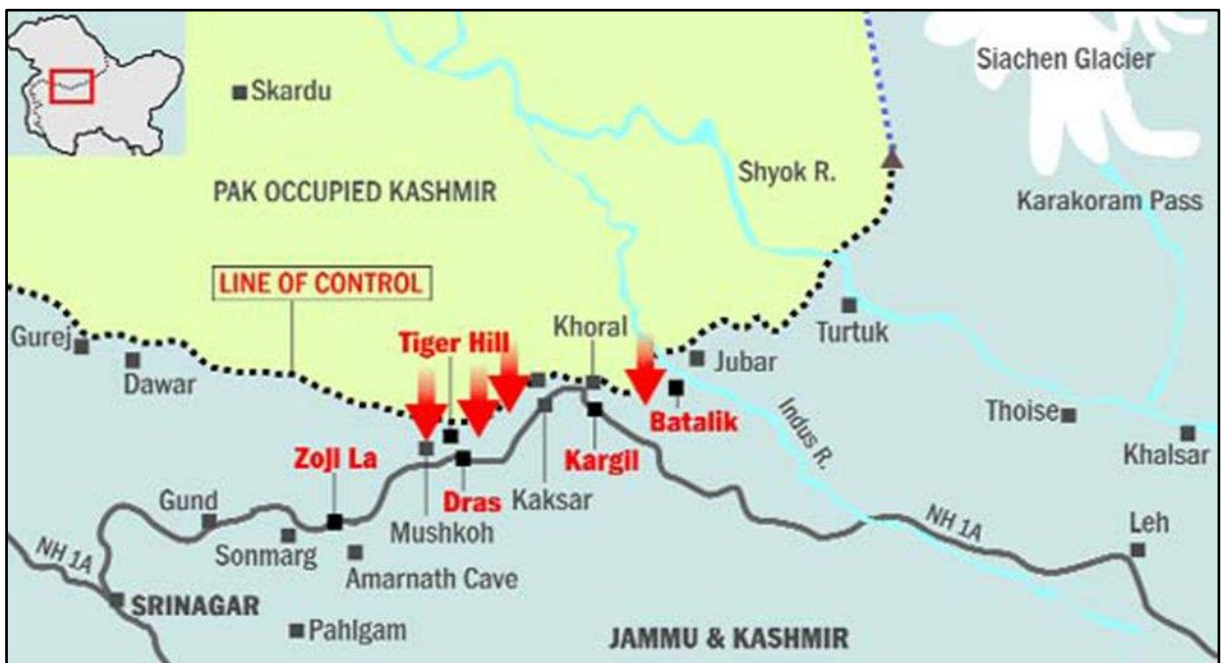 Siachen Glacier
Skardu
Shyok R.
PAK OCCUPIED KASHMIR
Karakoram Pass
LINE OF CONTROL
Gurej
Tiger Hill
Khoral
Turtuk
Dawar
Jubar
Indus R.
Thoise
Batalik
Khalsar
Zoji La
Kargil
Gund
Dras
Kaksar
NH 1A
Leh
Mushkoh
NH 1A
Sonmarg
Amarnath Cave
SRINAGAR
Pahlgam
JAMMU & KASHMIR